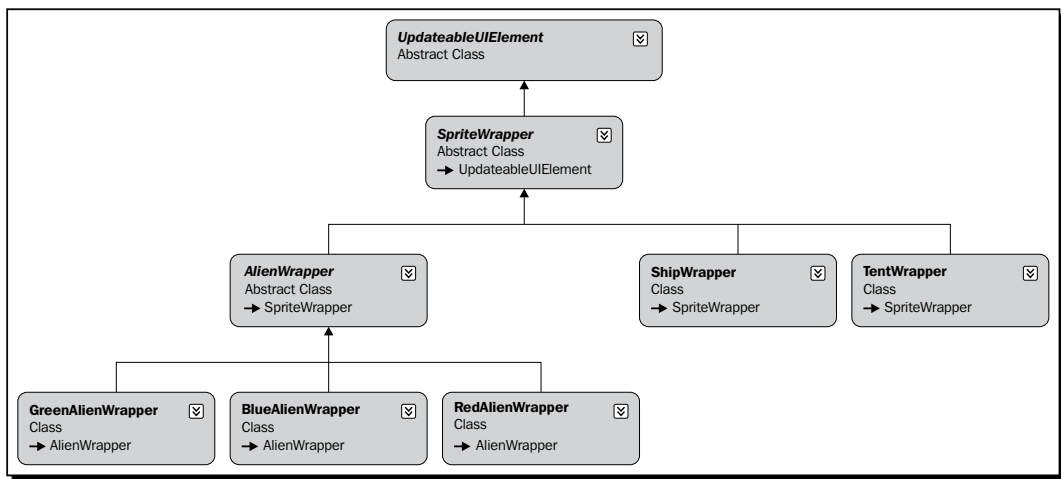 UpdateableUIElement
Abstract Class
SpriteWrapper
Abstract Class
→ UpdateableUIElement
AlienWrapper
Abstract Class
→ SpriteWrapper
ShipWrapper
Class
→ SpriteWrapper
TentWrapper
Class
→ SpriteWrapper
GreenAlienWrapper
Class
→ AlienWrapper
BlueAlienWrapper
Class
→ AlienWrapper
RedAlienWrapper
Class
→ AlienWrapper